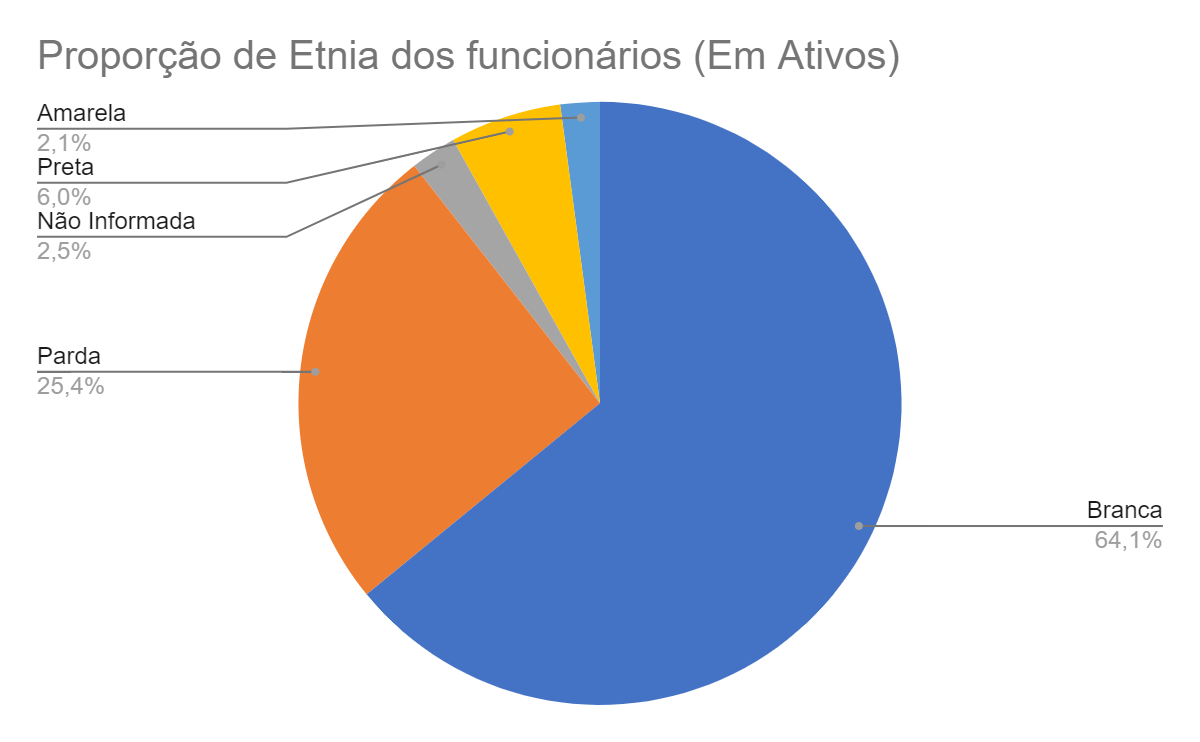 Proporção de Etnia dos funcionários (Em Ativos)
Amarela
2,1%
Preta
6,0%
Não Informada
2,5%
Parda
25,4%
Branca
64,1%